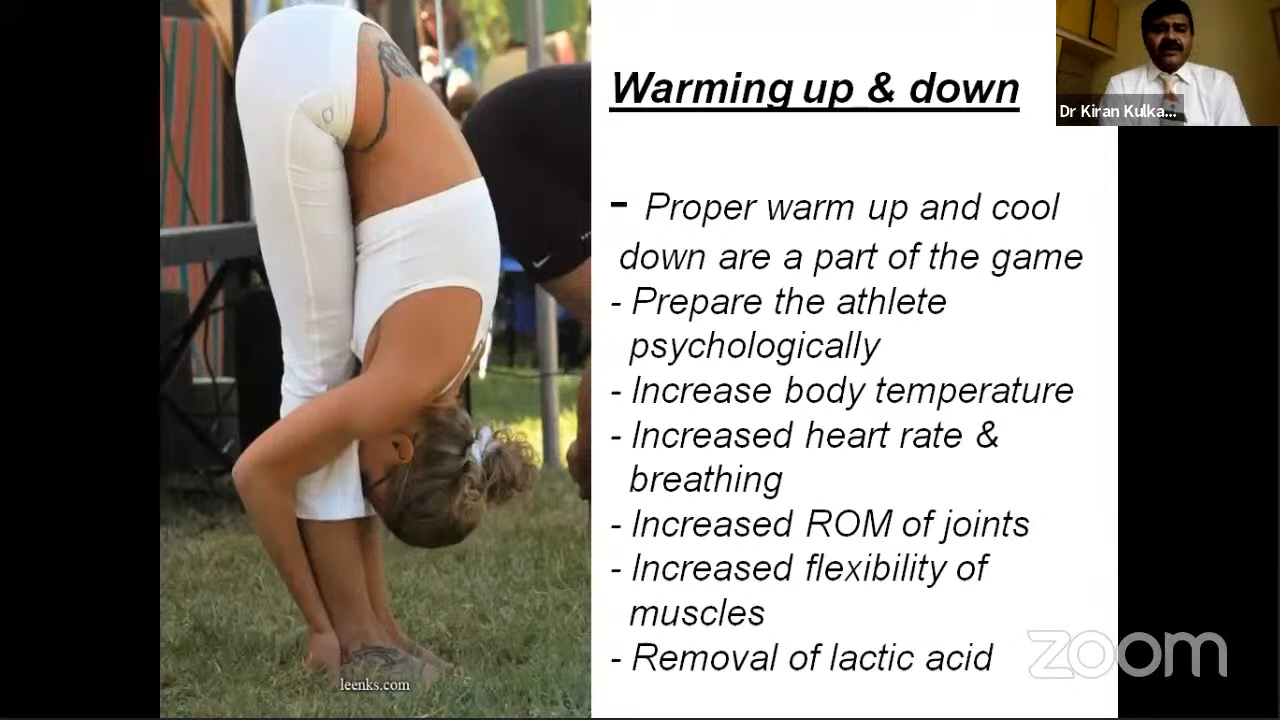 Warming up & down
Dr Kiran Kulka...
- Proper warm up and cool
down are a part of the game
- Prepare the athlete
psychologically
- Increase body temperature
- Increased heart rate &
breathing
- Increased ROM of joints
- Increased flexibility of
muscles
- Removal of lactic acid
zoom
leenks.com